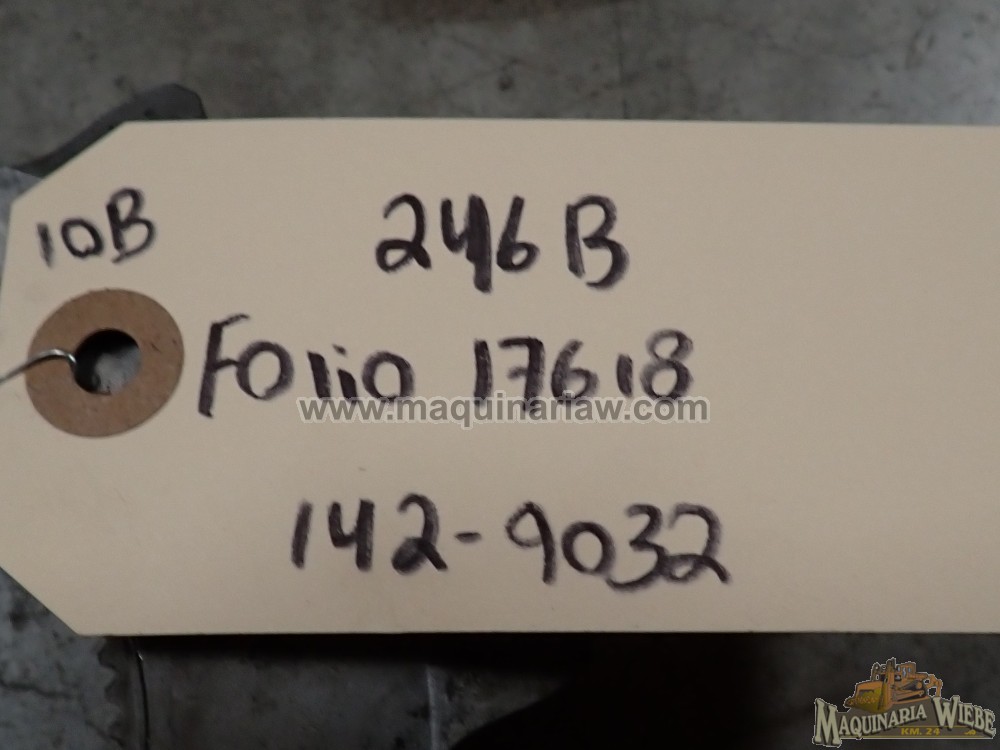 10B
246B
Folio 17618
www.maquinariaw.com
142-9032
MAQUINARIA WIEBE
KM. 24